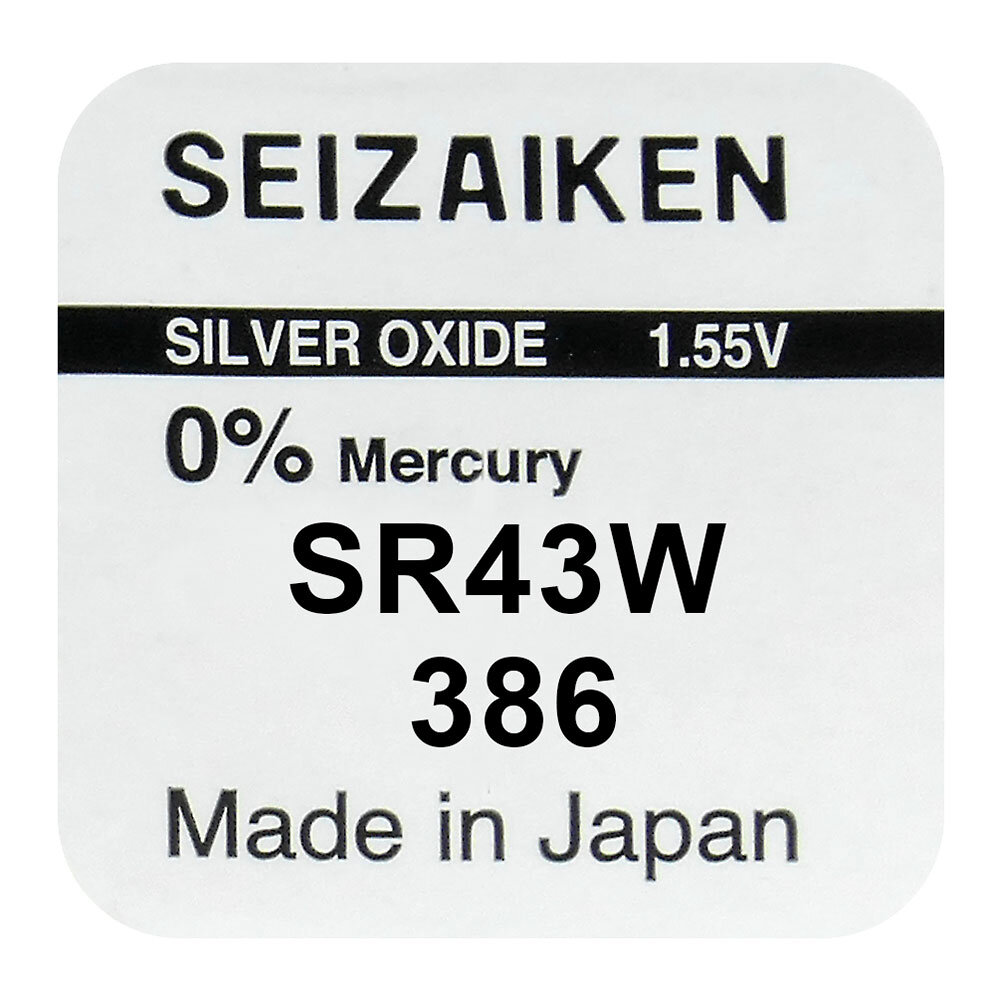 SEIZAIKEN
SILVER OXIDE 1.55V
0% Mercury
SR43W
386
Made in Japan